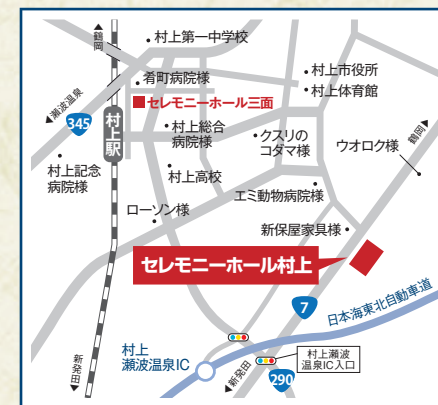 ▲鶴岡
村上第一中学校
肴町病院様
村上市役所
村上体育館
◀瀬波温泉
セレモニーホール三面
345
村上駅
村上総合
病院様
クスリの
コダマ様
鶴岡▶
ウオロク様
村上記念
病院様
村上高校
エミ動物病院様
ローソン様
新保屋家具様
セレモニーホール村上
7
日本海東北自動車道
村上
瀬波温泉IC
村上瀬波
温泉IC入口
新発田▼
◀新発田
290